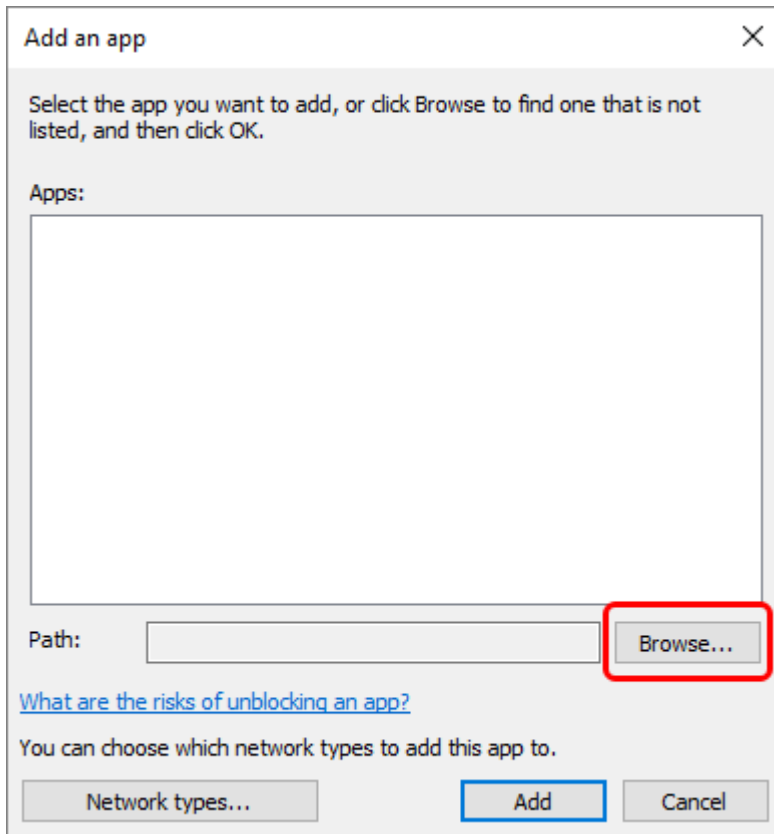 Add an app
Select the app you want to add, or click Browse to find one that is not
listed, and then click OK.
Apps:
Path:
Browse...
What are the risks of unblocking an app?
You can choose which network types to add this app to.
Network types...
Add
Cancel